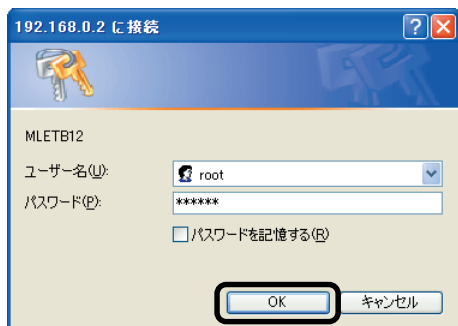 192.168.0.2 に接続
MLETB12
ユーザー名(U):
root
パスワード(P):
******
パスワードを記憶する(R)
OK
キャンセル